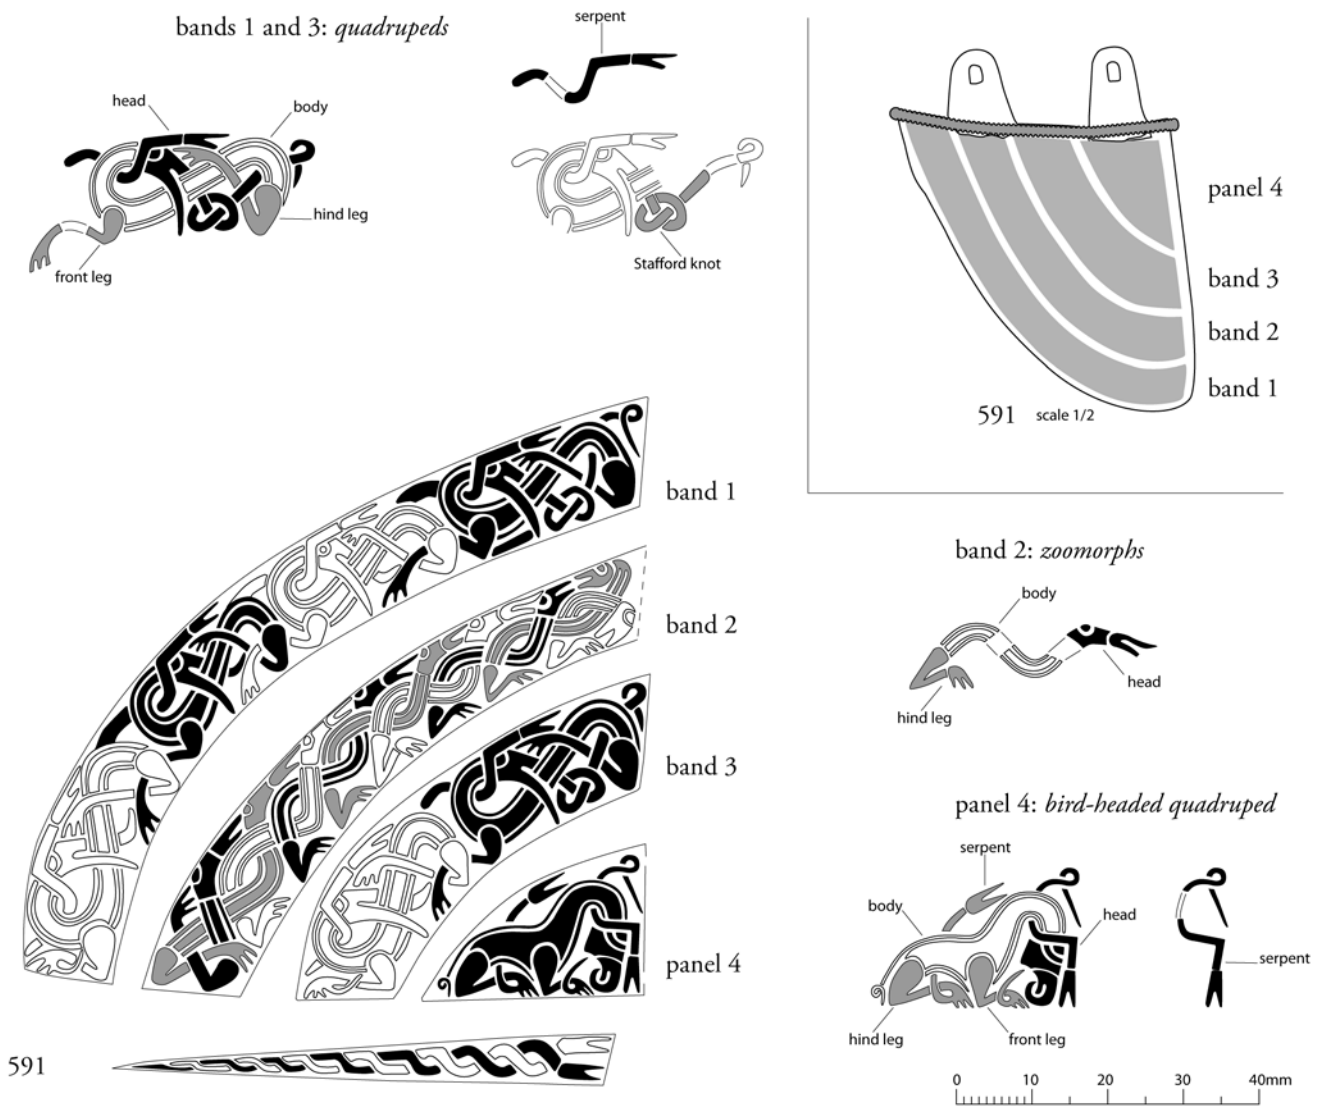 bands 1 and 3: quadrupeds
serpent
head
body
hind leg
front leg
Stafford knot
panel 4
band 3
band 2
band 1
591 scale 1/2
band 1
band 2
band 3
panel 4
591
band 2: zoomorphs
body
head
hind leg
panel 4: bird-headed quadruped
serpent
body
head
serpent
hind leg
front leg
0 10 20 30 40mm